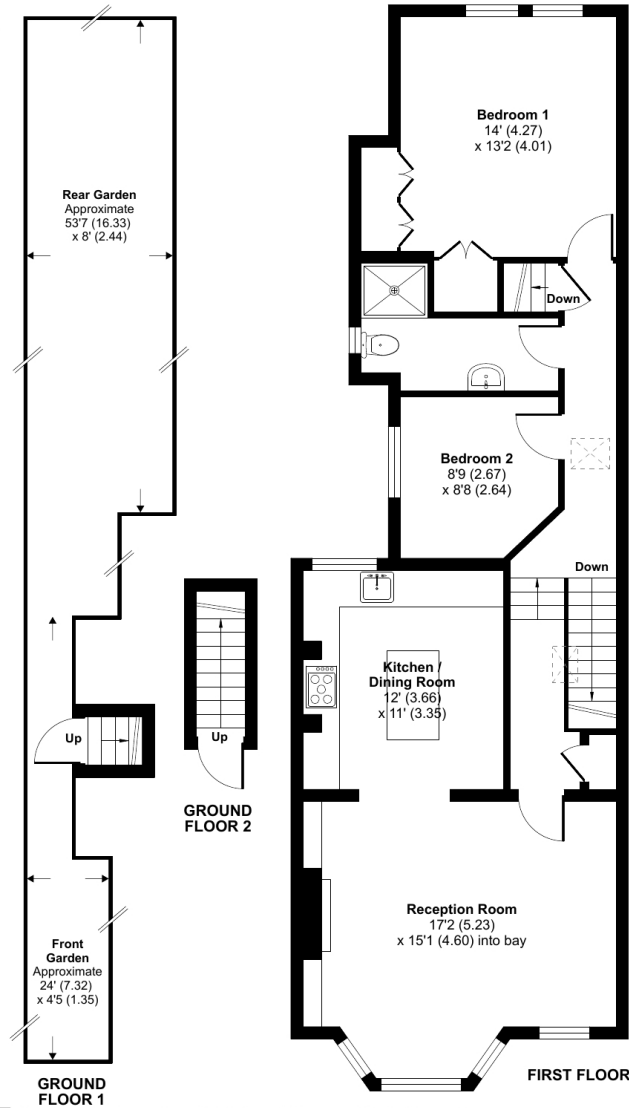 Bedroom 1
14' (4.27)
x 13'2 (4.01)
Rear Garden
Approximate
53'7 (16.33)
x 8' (2.44)
Down
Bedroom 2
8'9 (2.67)
x 8'8 (2.64)
Down
Kitchen /
Dining Room
12' (3.66)
x 11' (3.35)
Up
Up
GROUND
FLOOR 2
Reception Room
17'2 (5.23)
x 15'1 (4.60) into bay
Front
Garden
Approximate
24' (7.32)
x 4'5 (1.35)
GROUND
FLOOR 1
FIRST FLOOR